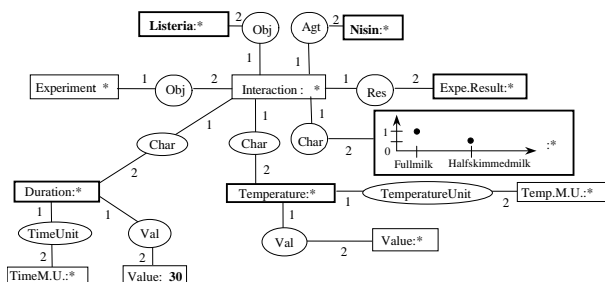 Listeria:*
2
Obj
Agt
2
Nisin:*
1
1
Experiment *
1
Obj
2
Interaction : *
1
Res
2
Expe.Result:*
1
1
1
Char
Char
Char
2
1
0
Fullmilk
Halfskimmedmilk
:*
2
2
Duration:*
Temperature:*
1
TemperatureUnit
2
Temp.M.U.:*
1
1
1
TimeUnit
Val
Val
2
Value:*
2
2
TimeM.U.:*
Value: 30